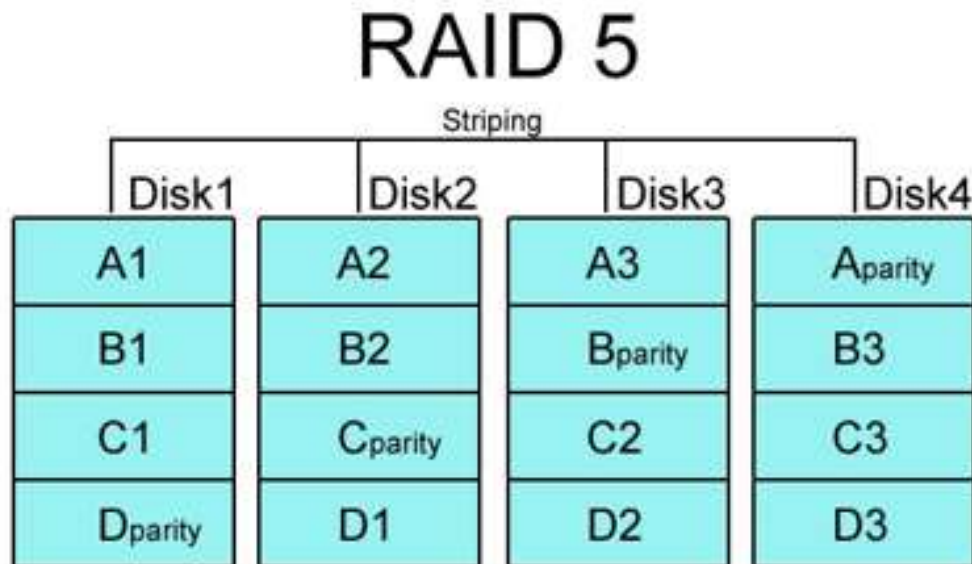 RAID 5
Striping
Disk1 Disk2 Disk3 Disk4
A1 A2 A3 Aparity
B1 B2 Bparity B3
C1 Cparity C2 C3
Dparity D1 D2 D3